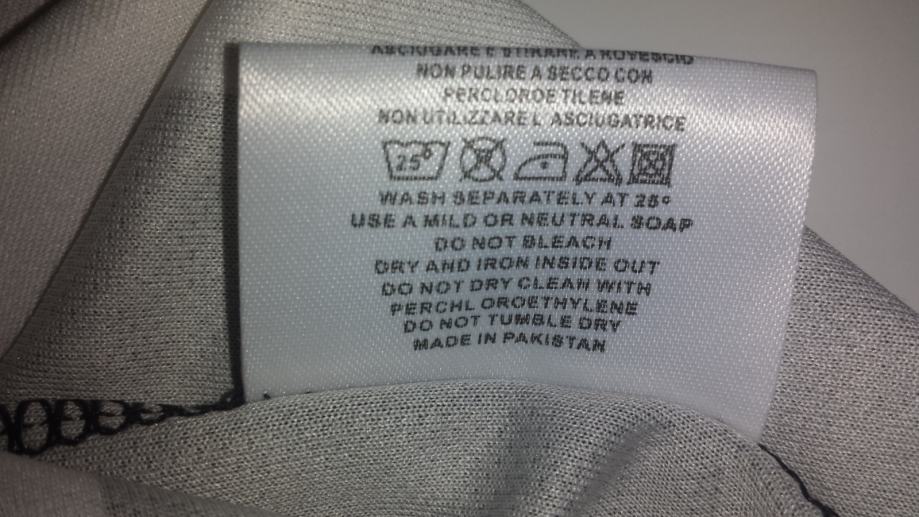 ASCIUGARE E STIRARE A ROVESCIO
NON PULIRE A SECCO CON
PERCLOROETILENE
NON UTILIZZARE L ASCIUGATRICE
25°
WASH SEPARATELY AT 25°
USE A MILD OR NEUTRAL SOAP
DO NOT BLEACH
DRY AND IRON INSIDE OUT
DO NOT DRY CLEAN WITH
PERCHLOROETHYLENE
DO NOT TUMBLE DRY
MADE IN PAKISTAN